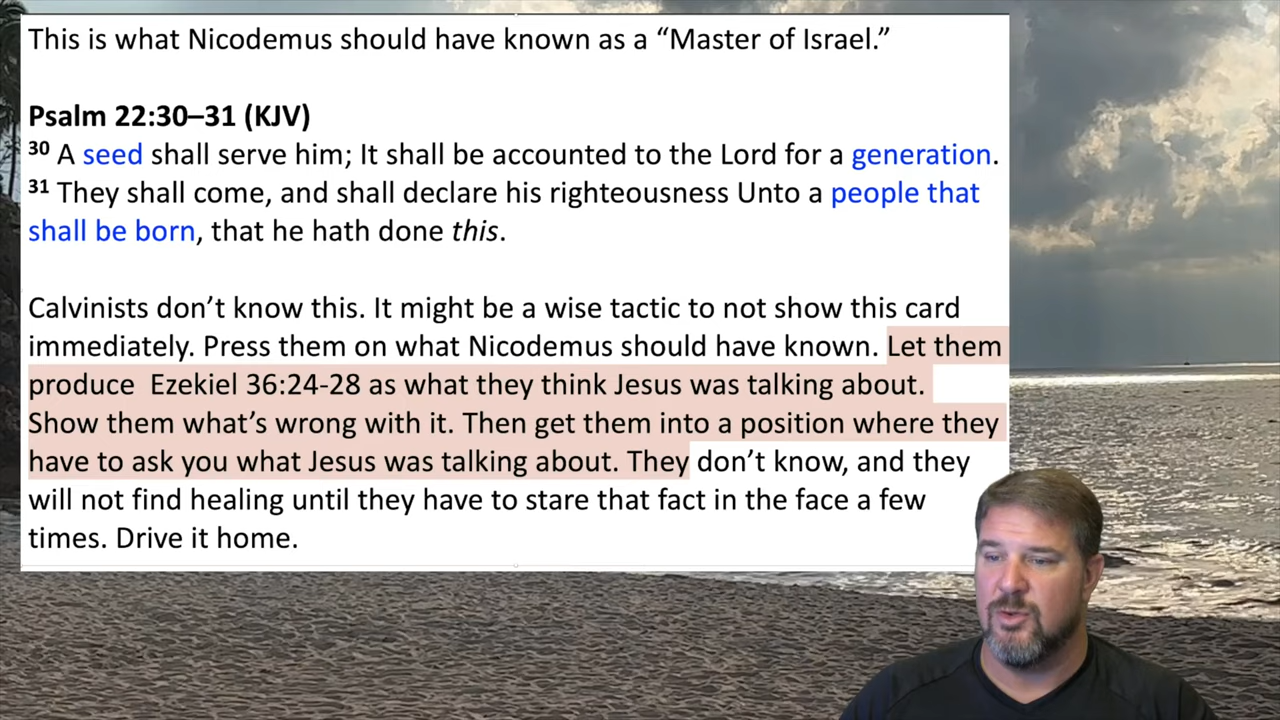 This is what Nicodemus should have known as a “Master of Israel.”
Psalm 22:30–31 (KJV)
30 A seed shall serve him; It shall be accounted to the Lord for a generation.
31 They shall come, and shall declare his righteousness Unto a people that
shall be born, that he hath done this.
Calvinists don’t know this. It might be a wise tactic to not show this card
immediately. Press them on what Nicodemus should have known. Let them
produce  Ezekiel 36:24-28 as what they think Jesus was talking about.
Show them what’s wrong with it. Then get them into a position where they
have to ask you what Jesus was talking about. They don’t know, and they
will not find healing until they have to stare that fact in the face a few
times. Drive it home.